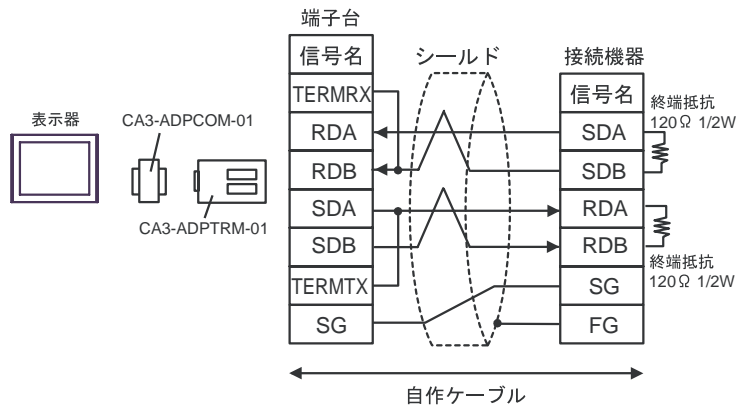 端子台
信号名
TERMRX
RDA
RDB
SDA
SDB
TERMTX
SG
シールド
接続機器
信号名
SDA
SDB
RDA
RDB
SG
FG
終端抵抗
120Ω 1/2W
終端抵抗
120Ω 1/2W
表示器
CA3-ADPCOM-01
CA3-ADPTRM-01
自作ケーブル